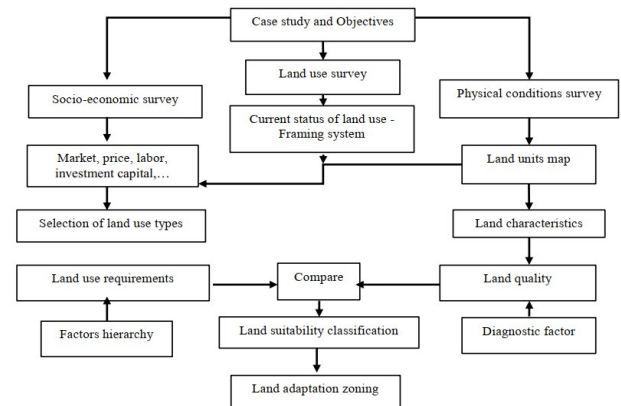 Case study and Objectives
Land use survey
Socio-economic survey
Physical conditions survey
Current status of land use -
Framing system
Market, price, labor,
investment capital,…
Land units map
Selection of land use types
Land characteristics
Land use requirements
Compare
Land quality
Factors hierarchy
Land suitability classification
Diagnostic factor
Land adaptation zoning